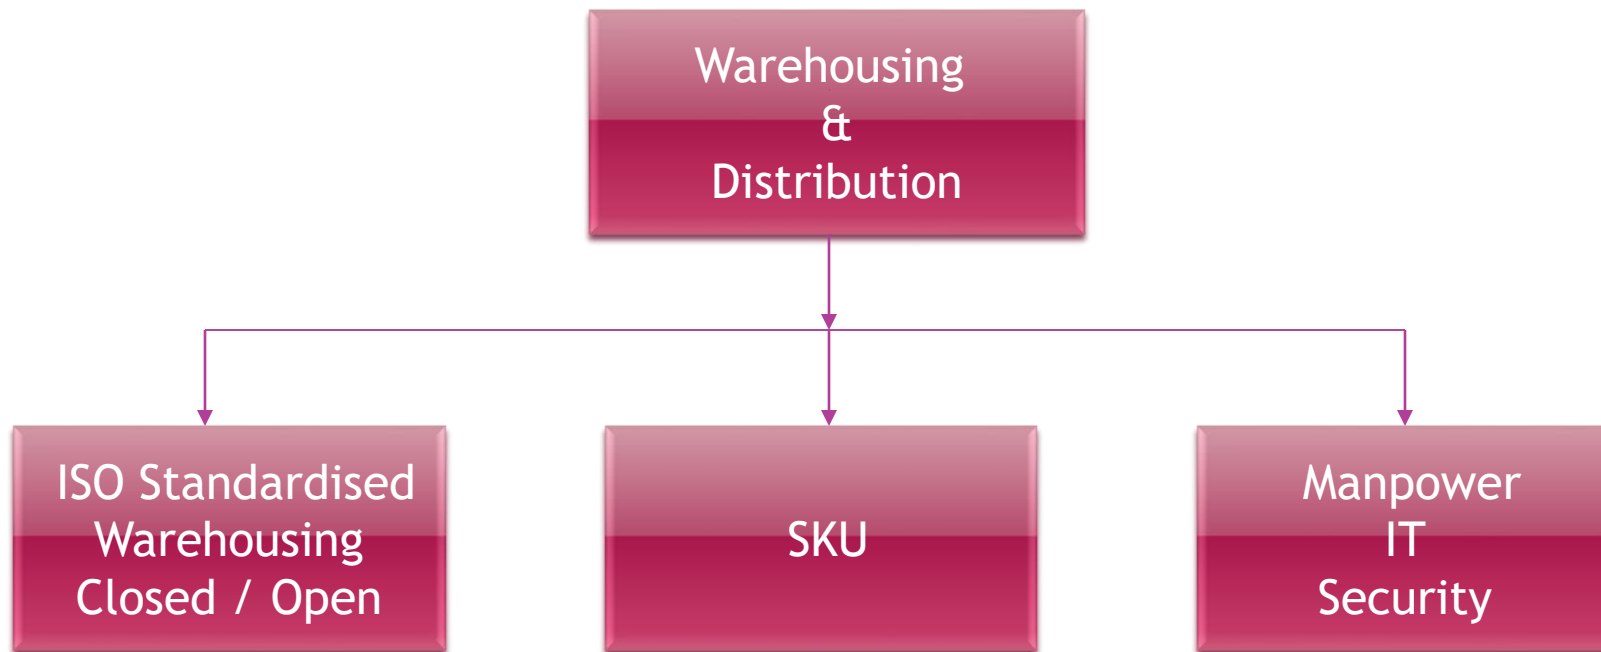 Warehousing
&
Distribution
ISO Standardised
Warehousing
Closed / Open
SKU
Manpower
IT
Security